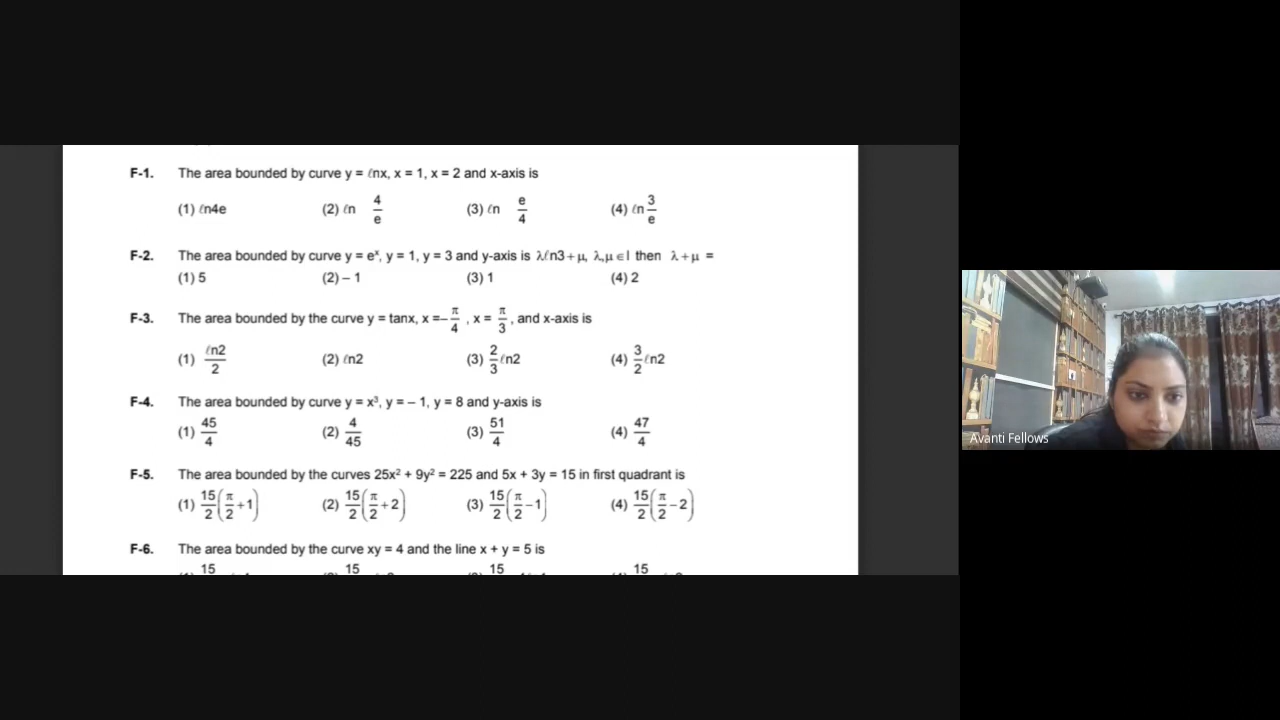 F-1. The area bounded by curve y = ℓnx, x = 1, x = 2 and x-axis is
(1) ℓn4e (2) ℓn 4/e (3) ℓn e/4 (4) ℓn 3/e
F-2. The area bounded by curve y = eˣ, y = 1, y = 3 and y-axis is λℓn3 + μ, λ,μ ∈ I then λ + μ =
(1) 5 (2) – 1 (3) 1 (4) 2
F-3. The area bounded by the curve y = tanx, x =– π/4 , x = π/3 , and x-axis is
(1) ℓn2/2 (2) ℓn2 (3) 2/3 ℓn2 (4) 3/2 ℓn2
F-4. The area bounded by curve y = x³, y = – 1, y = 8 and y-axis is
(1) 45/4 (2) 4/45 (3) 51/4 (4) 47/4
F-5. The area bounded by the curves 25x² + 9y² = 225 and 5x + 3y = 15 in first quadrant is
(1) 15/2 (π/2 + 1) (2) 15/2 (π/2 + 2) (3) 15/2 (π/2 – 1) (4) 15/2 (π/2 – 2)
F-6. The area bounded by the curve xy = 4 and the line x + y = 5 is
15 15 15 15
Avanti Fellows